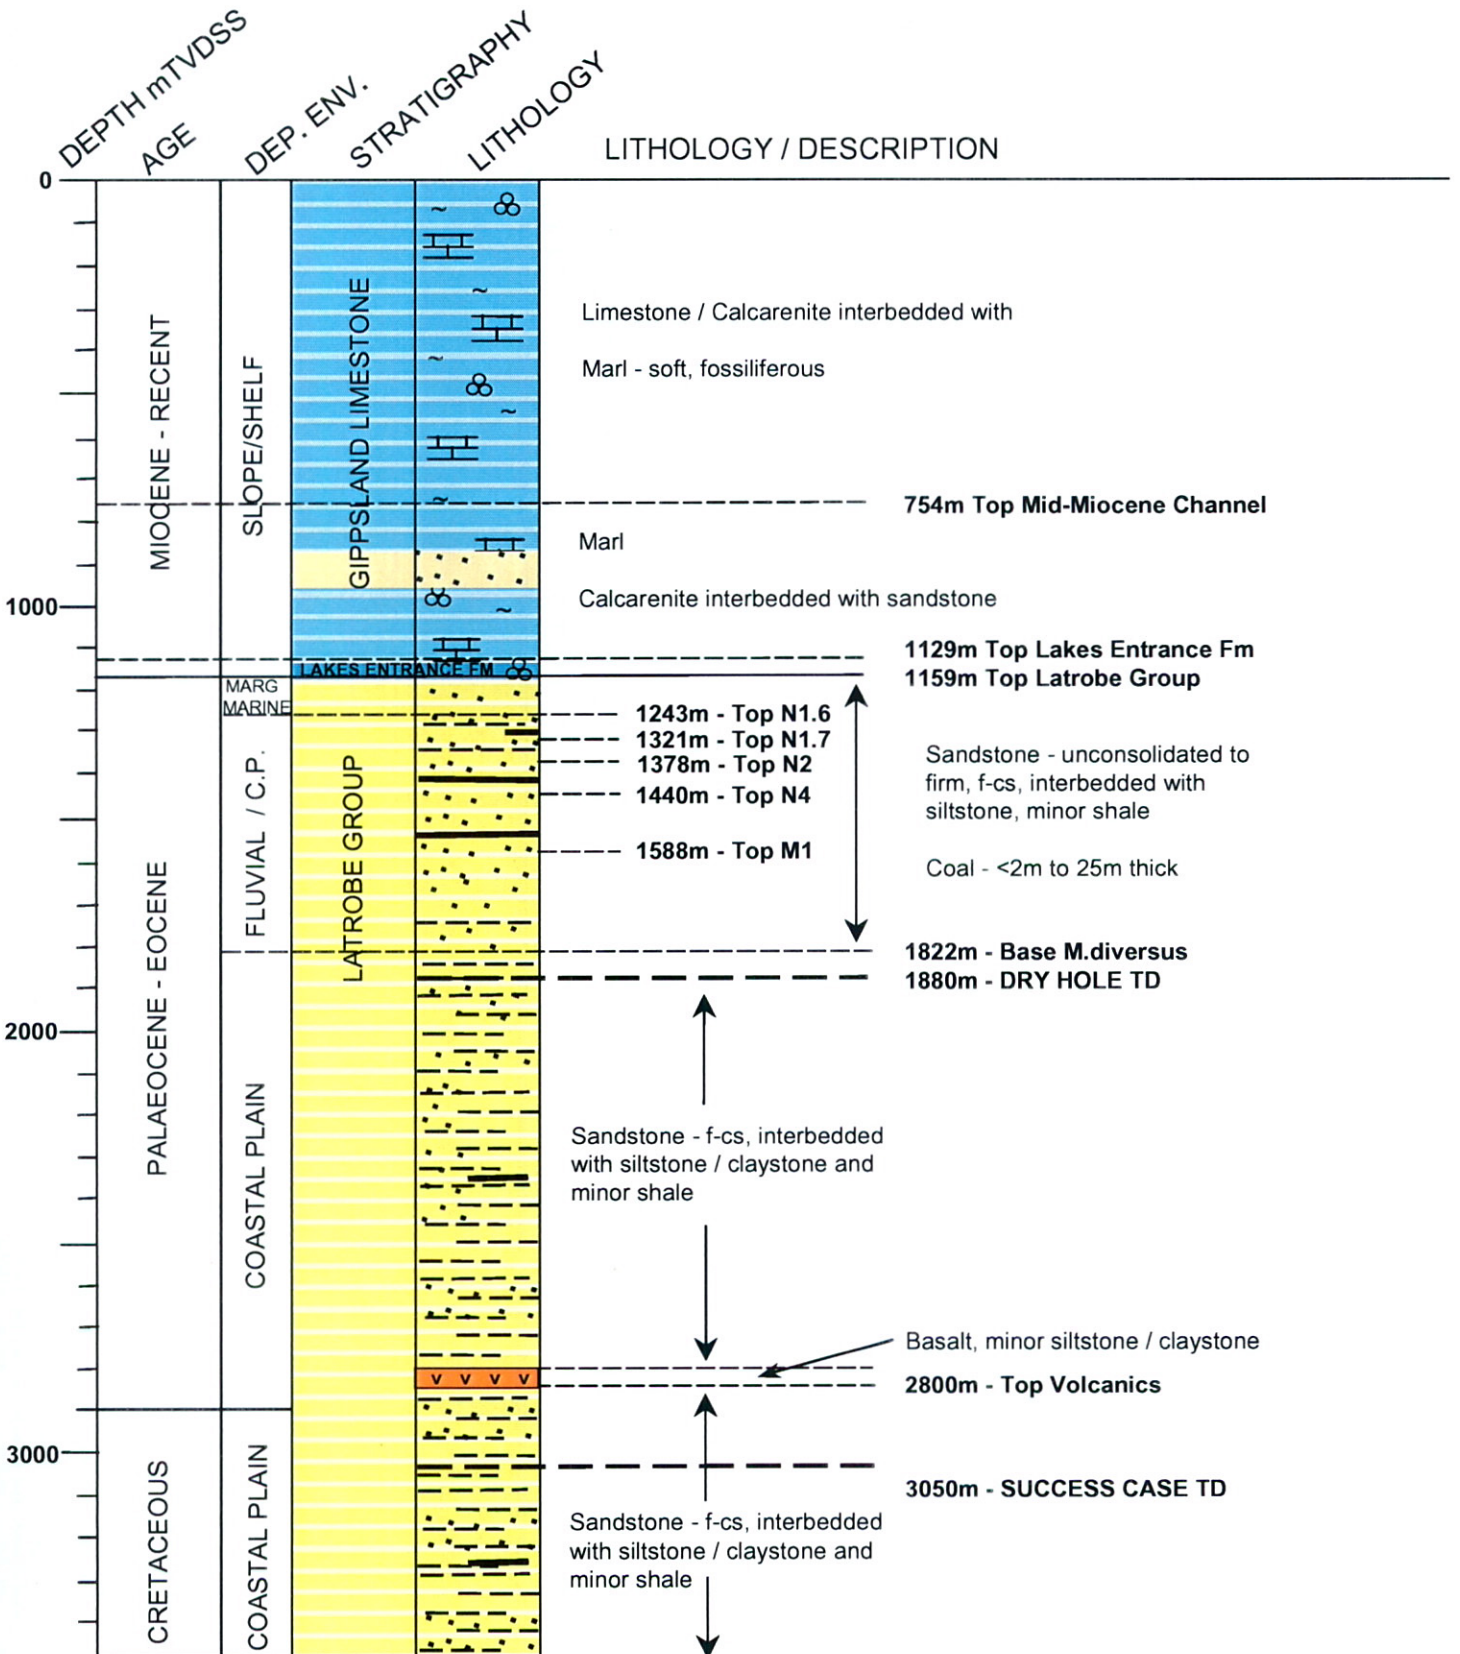 DEPTH mTVDSS
AGE
DEP. ENV.
STRATIGRAPHY
LITHOLOGY
LITHOLOGY / DESCRIPTION
0
MIOCENE - RECENT
SLOPE/SHELF
GIPPSLAND LIMESTONE
Limestone / Calcarenite interbedded with
Marl - soft, fossiliferous
754m Top Mid-Miocene Channel
Marl
Calcarenite interbedded with sandstone
1000
1129m Top Lakes Entrance Fm
LAKES ENTRANCE FM
1159m Top Latrobe Group
MARG
MARINE
1243m - Top N1.6
1321m - Top N1.7
1378m - Top N2
1440m - Top N4
1588m - Top M1
Sandstone - unconsolidated to
firm, f-cs, interbedded with
siltstone, minor shale
Coal - <2m to 25m thick
FLUVIAL / C.P.
LATROBE GROUP
PALAEOCENE - EOCENE
1822m - Base M.diversus
1880m - DRY HOLE TD
2000
COASTAL PLAIN
Sandstone - f-cs, interbedded
with siltstone / claystone and
minor shale
Basalt, minor siltstone / claystone
v v v v
2800m - Top Volcanics
3000
CRETACEOUS
COASTAL PLAIN
3050m - SUCCESS CASE TD
Sandstone - f-cs, interbedded
with siltstone / claystone and
minor shale